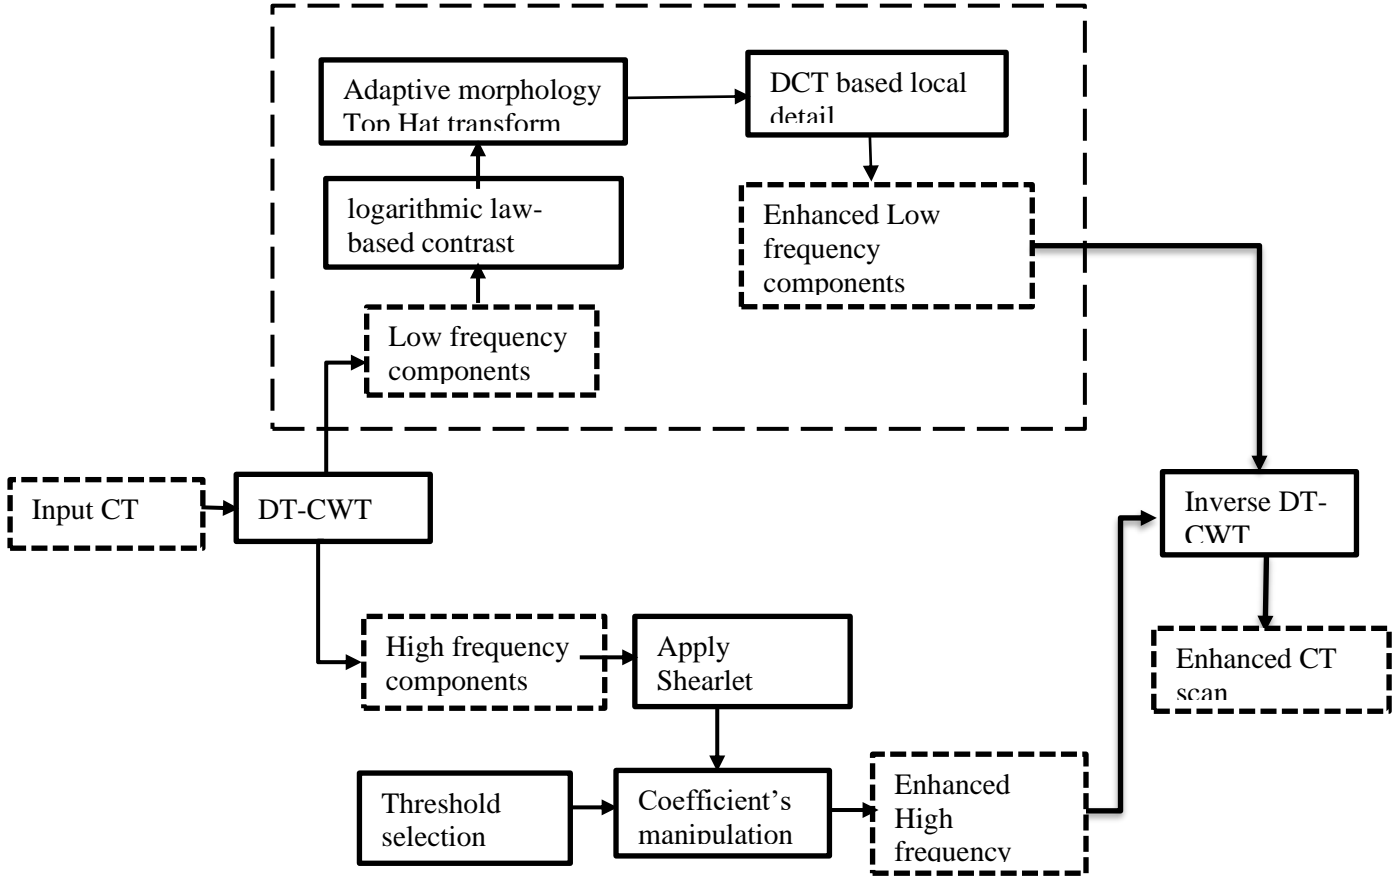 Adaptive morphology
Top Hat transform
DCT based local
detail
logarithmic law-
based contrast
Enhanced Low
frequency
components
Low frequency
components
Input CT
DT-CWT
Inverse DT-
CWT
High frequency
components
Apply
Shearlet
Enhanced CT
scan
Threshold
selection
Coefficient’s
manipulation
Enhanced
High
frequency